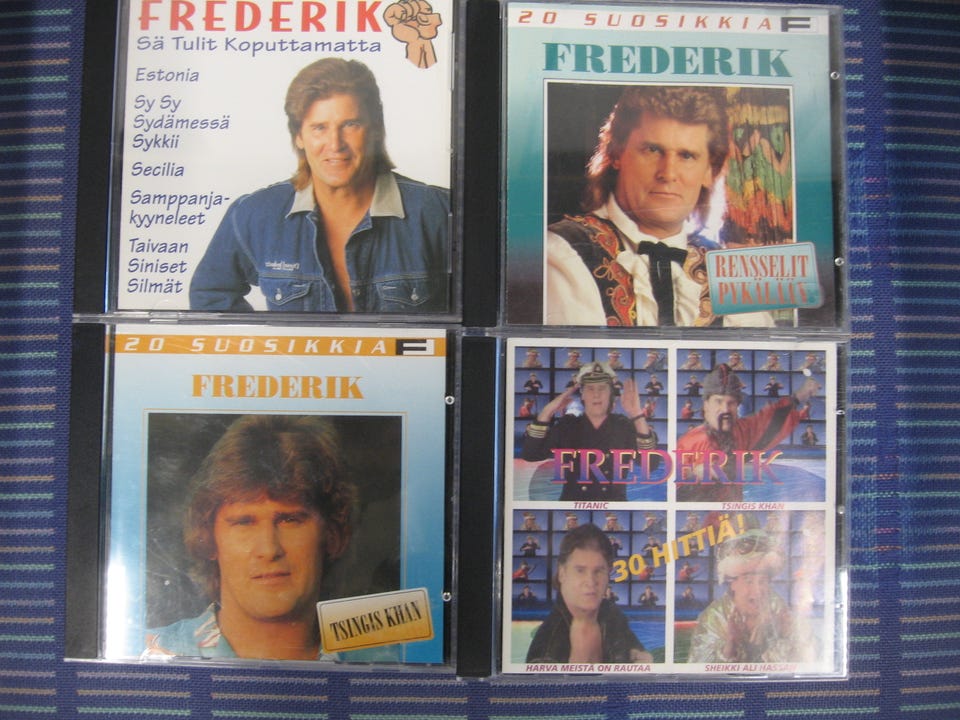 FREDERIK
Sä Tulit Koputtamatta
Estonia
Sy Sy
Sydämessä
Sykkii
Secilia
Samppanja-
kyyneleet
Taivaan
Siniset
Silmät
20 SUOSIKKIA F
FREDERIK
RENSSELIT
PYKÄLÄÄN
20 SUOSIKKIA F
FREDERIK
TSINGIS KHAN
FREDERIK
TITANIC
TSINGIS KHAN
30 HITTIÄ!
HARVA MEISTÄ ON RAUTAA
SHEIKKI ALI HASSAN